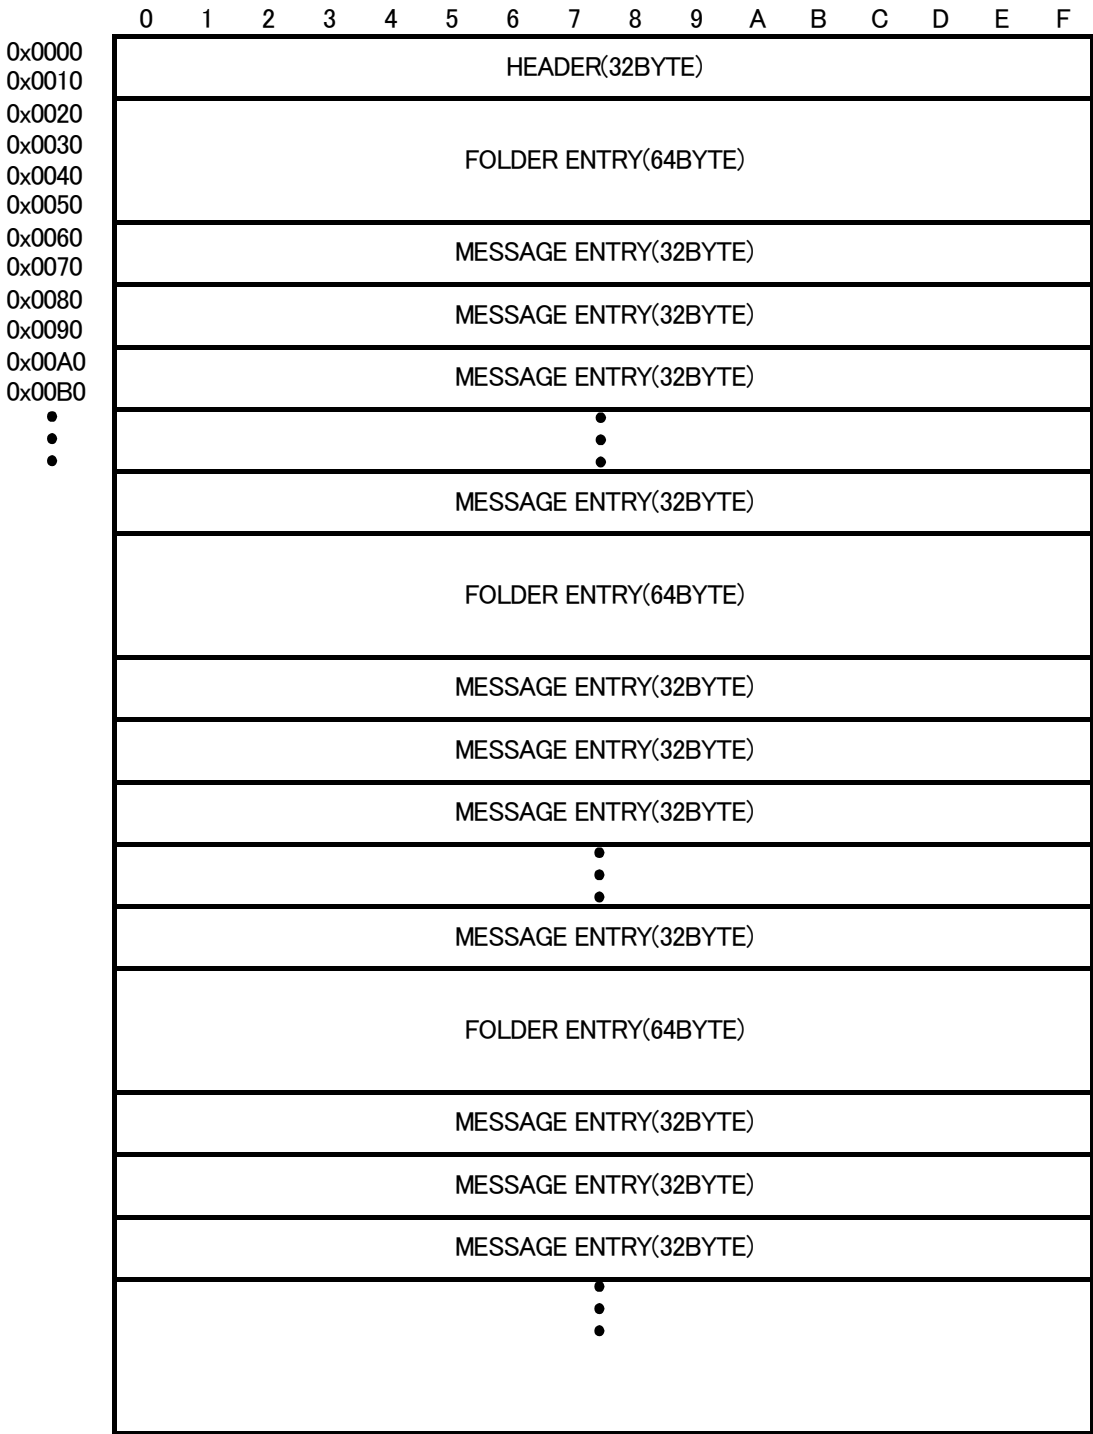 0 1 2 3 4 5 6 7 8 9 A B C D E F
0x0000
HEADER(32BYTE)
0x0010
0x0020
0x0030
FOLDER ENTRY(64BYTE)
0x0040
0x0050
0x0060
MESSAGE ENTRY(32BYTE)
0x0070
0x0080
MESSAGE ENTRY(32BYTE)
0x0090
0x00A0
MESSAGE ENTRY(32BYTE)
0x00B0
MESSAGE ENTRY(32BYTE)
FOLDER ENTRY(64BYTE)
MESSAGE ENTRY(32BYTE)
MESSAGE ENTRY(32BYTE)
MESSAGE ENTRY(32BYTE)
MESSAGE ENTRY(32BYTE)
FOLDER ENTRY(64BYTE)
MESSAGE ENTRY(32BYTE)
MESSAGE ENTRY(32BYTE)
MESSAGE ENTRY(32BYTE)